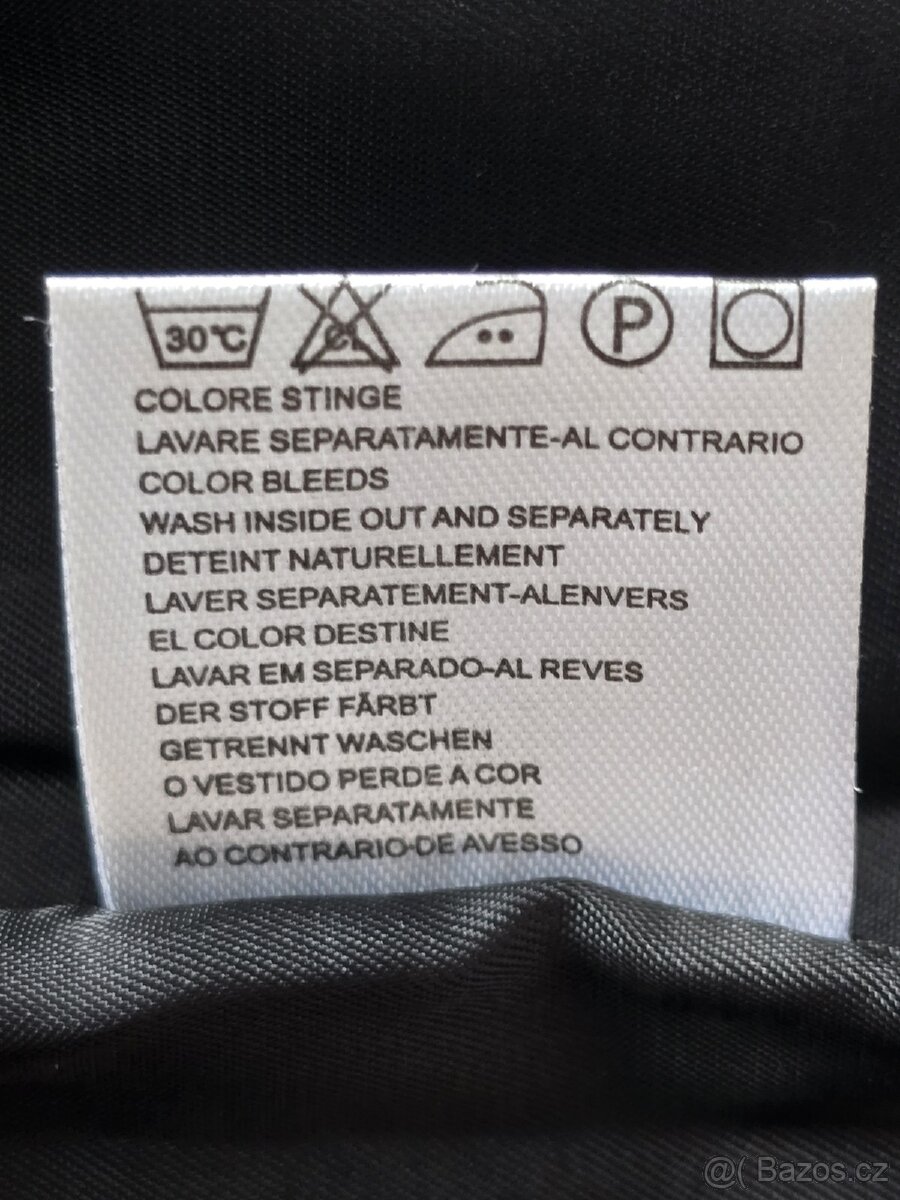 30°C CL P
COLORE STINGE
LAVARE SEPARATAMENTE-AL CONTRARIO
COLOR BLEEDS
WASH INSIDE OUT AND SEPARATELY
DETEINT NATURELLEMENT
LAVER SEPARATEMENT-ALENVERS
EL COLOR DESTINE
LAVAR EM SEPARADO-AL REVES
DER STOFF FÄRBT
GETRENNT WASCHEN
O VESTIDO PERDE A COR
LAVAR SEPARATAMENTE
AO CONTRARIO-DE AVESSO
@( Bazos.cz